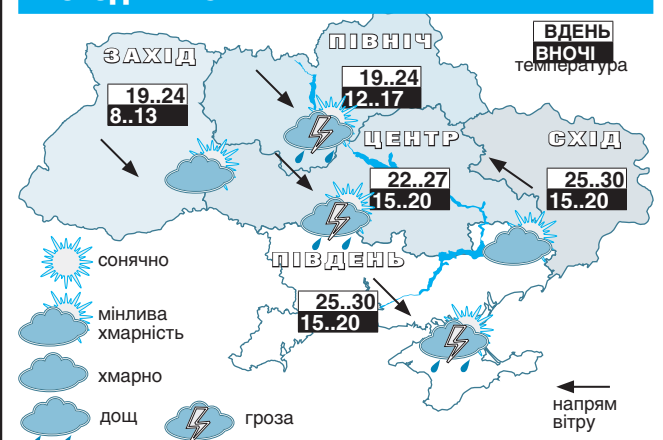 ПІВНІЧ
ЗАХІД
ВДЕНЬ
ВНОЧІ
температура
19..24
8..13
19..24
12..17
ЦЕНТР
СХІД
22..27
15..20
25..30
15..20
ПІВДЕНЬ
25..30
15..20
сонячно
мінлива
хмарність
хмарно
дощ
гроза
напрям
вітру